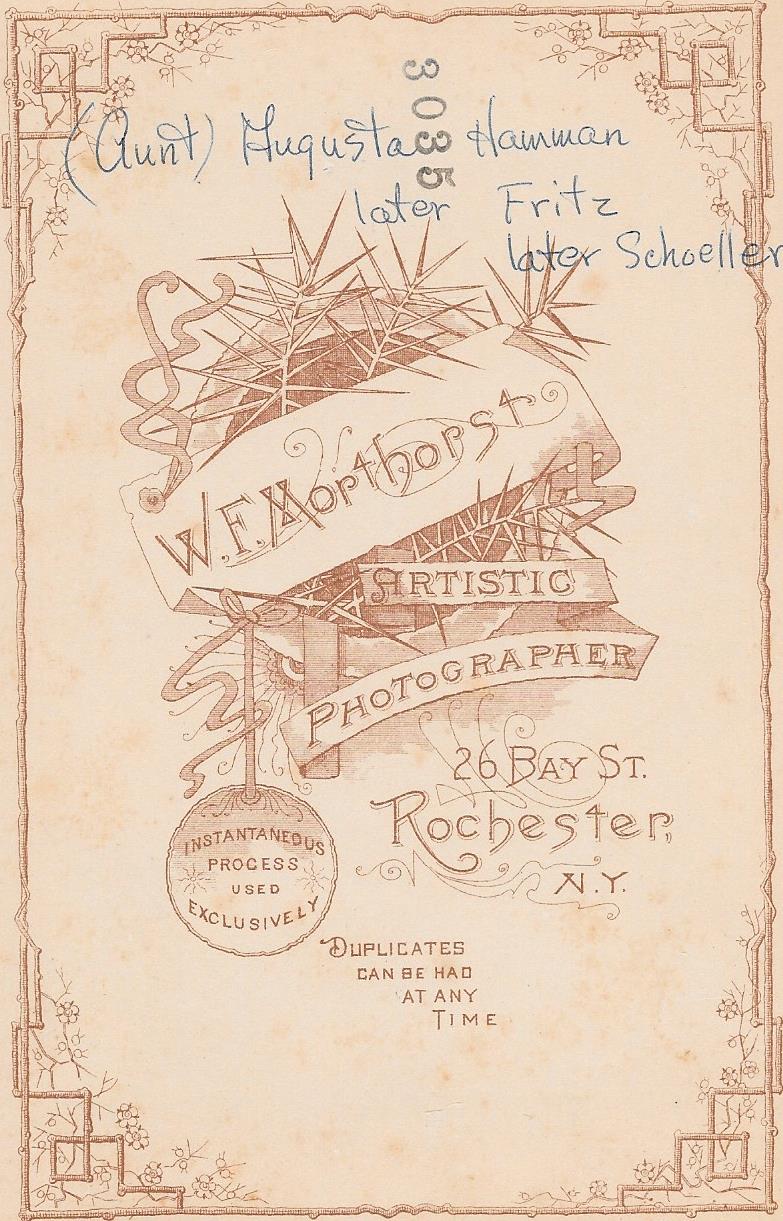 3035
(Aunt) Augusta Hamman
later Fritz
later Schoeller
W.F. Morthorst
ARTISTIC
PHOTOGRAPHER
26 BAY ST.
Rochester,
N.Y.
INSTANTANEOUS
PROCESS
USED
EXCLUSIVELY
DUPLICATES
CAN BE HAD
AT ANY
TIME